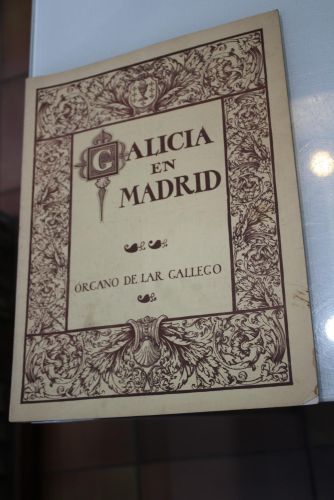 GALICIA
EN
MADRID
ÓRGANO DE LAR GALLEGO